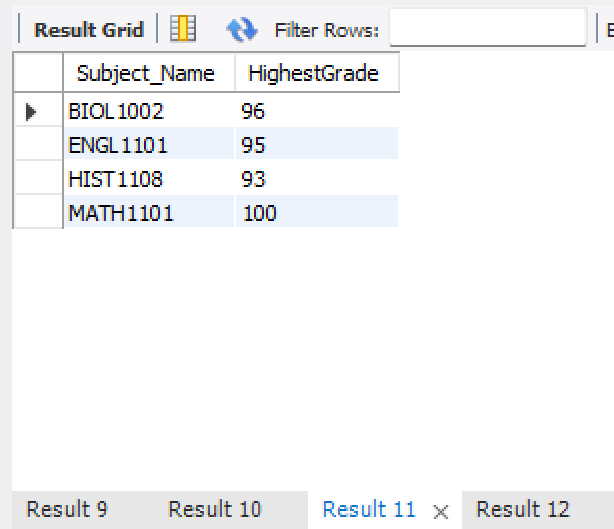 Result Grid Filter Rows:
Subject_Name HighestGrade
BIOL1002 96
ENGL1101 95
HIST1108 93
MATH1101 100
Result 9 Result 10 Result 11 Result 12